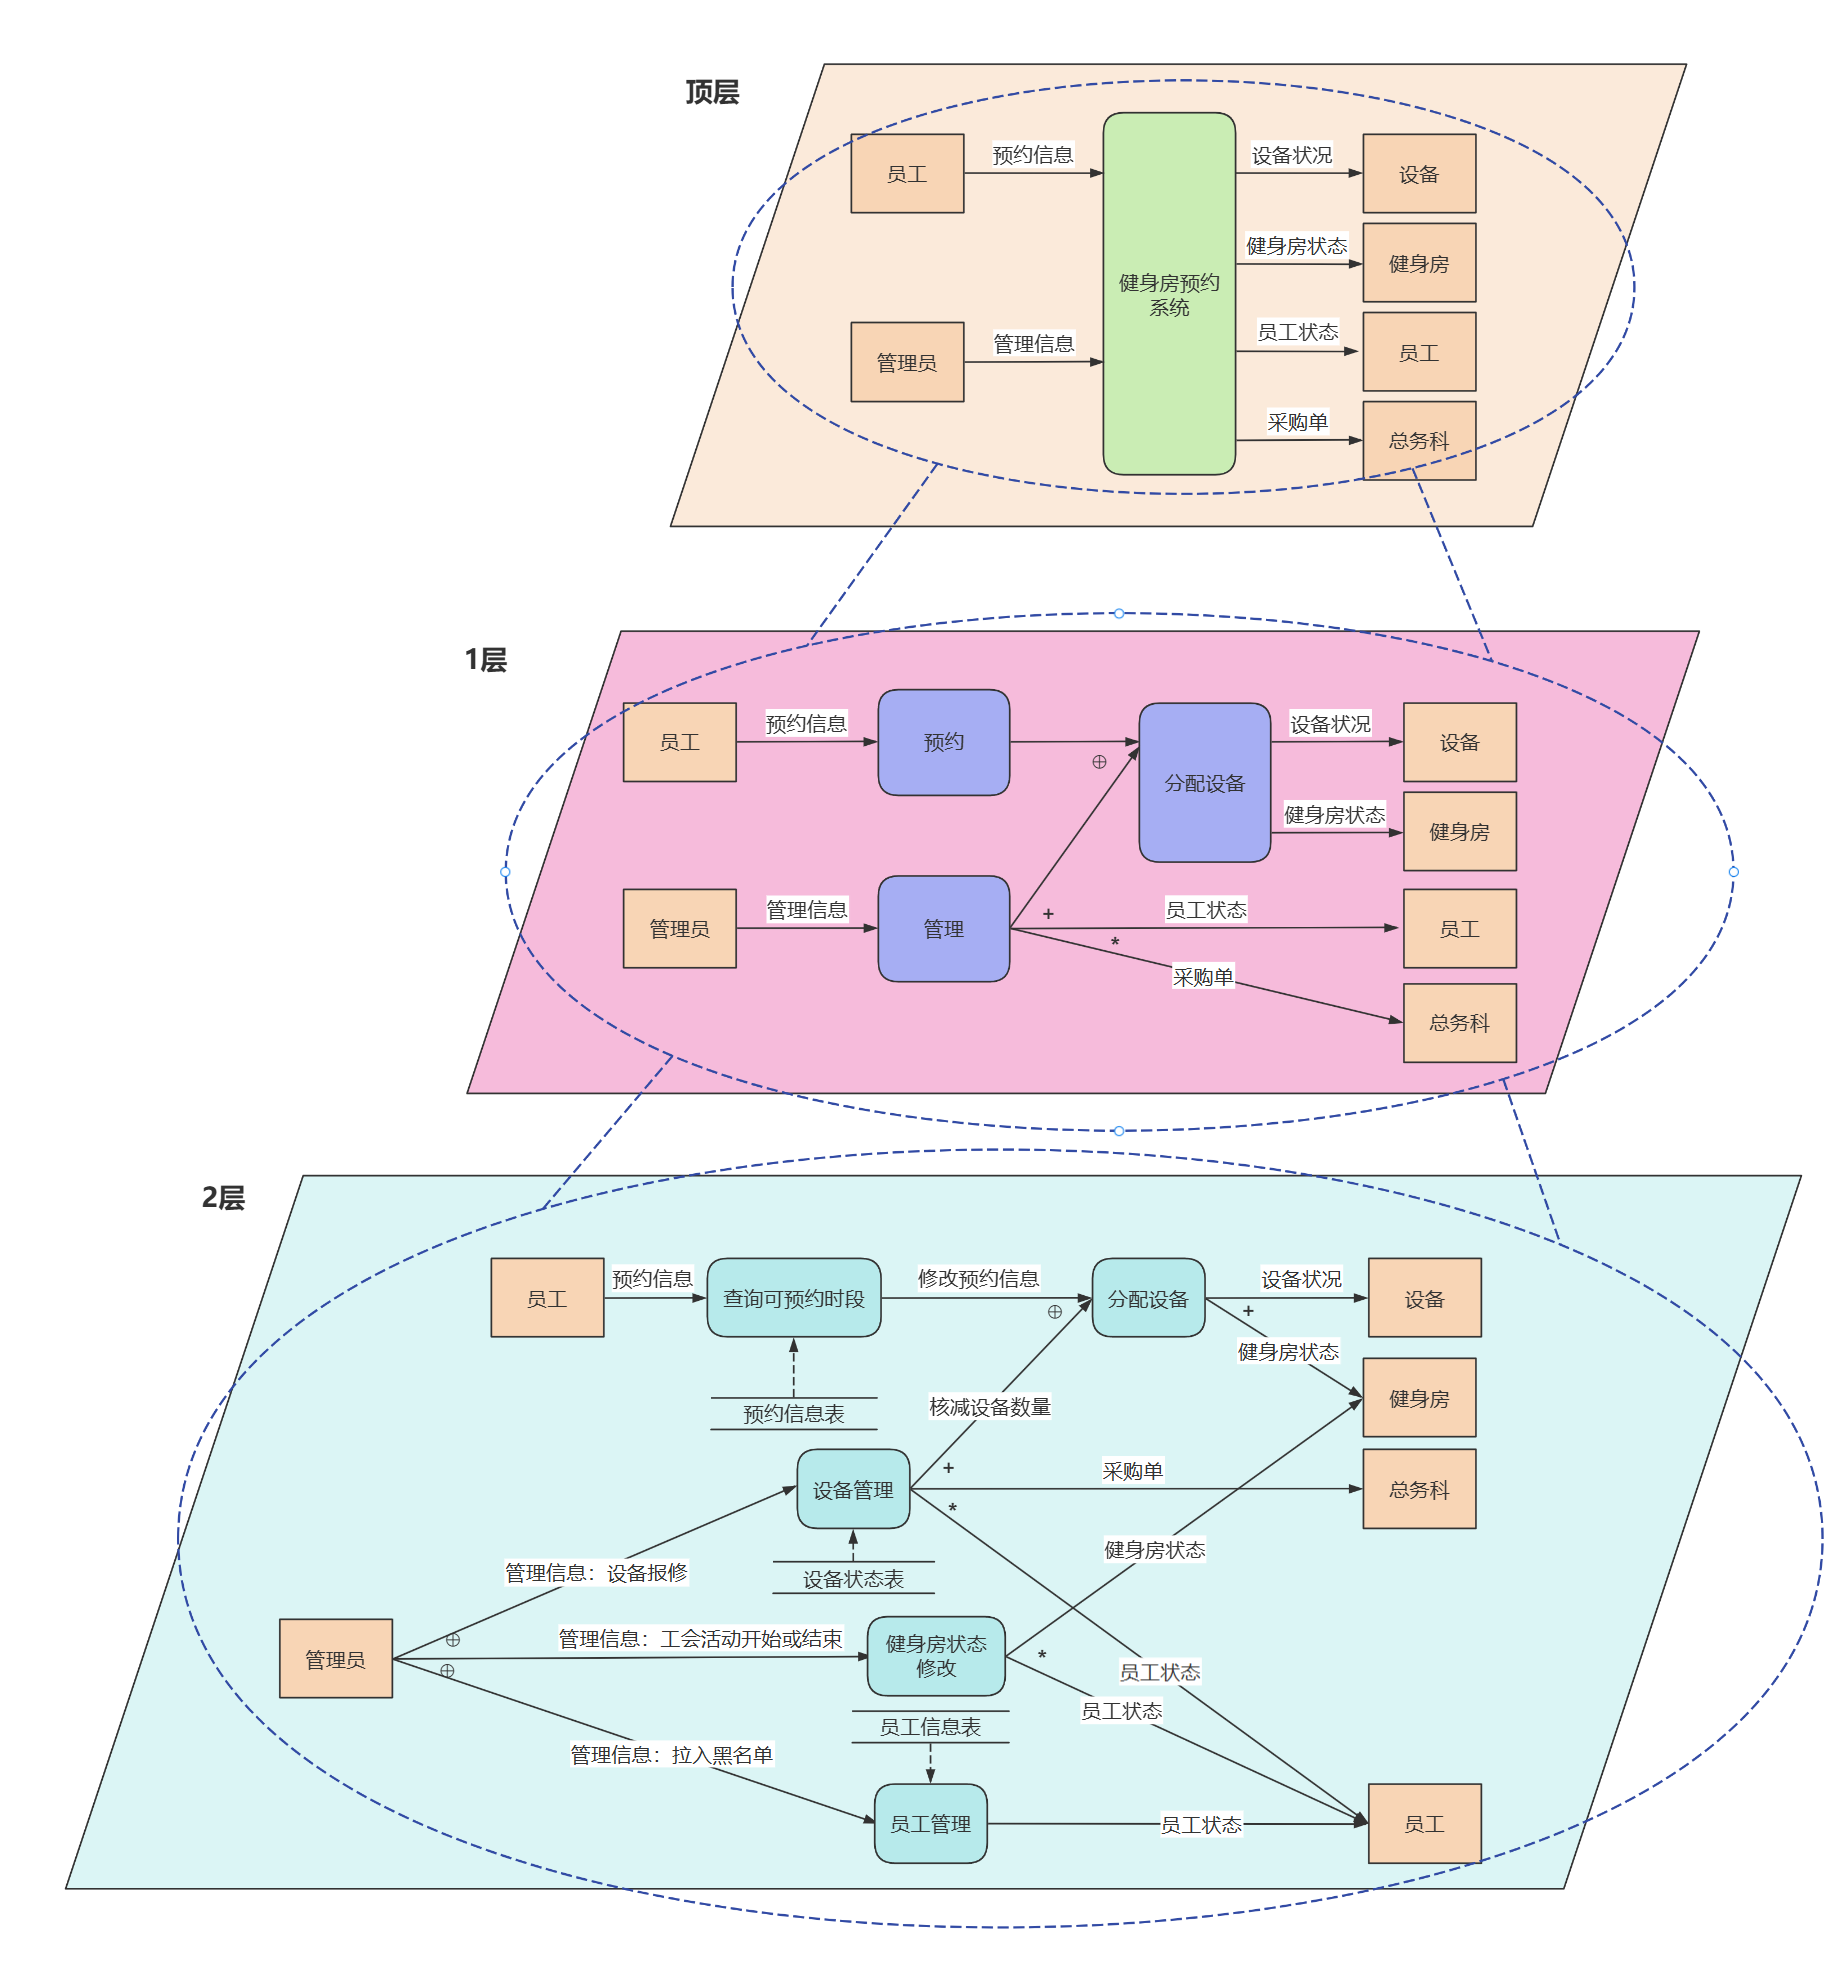 顶层
员工
预约信息
设备状况
设备
健身房状态
健身房
健身房预约
系统
员工状态
员工
管理员
管理信息
采购单
总务科
1层
员工
预约信息
预约
⊕
分配设备
设备状况
设备
健身房状态
健身房
管理员
管理信息
管理
+
员工状态
员工
*
采购单
总务科
2层
员工
预约信息
查询可预约时段
修改预约信息
⊕
分配设备
设备状况
设备
+
健身房状态
健身房
预约信息表
核减设备数量
设备管理
+
采购单
总务科
*
健身房状态
设备状态表
管理信息：设备报修
管理员
⊕
⊕
管理信息：工会活动开始或结束
健身房状态
修改
*
员工状态
员工状态
员工信息表
管理信息：拉入黑名单
员工管理
员工状态
员工